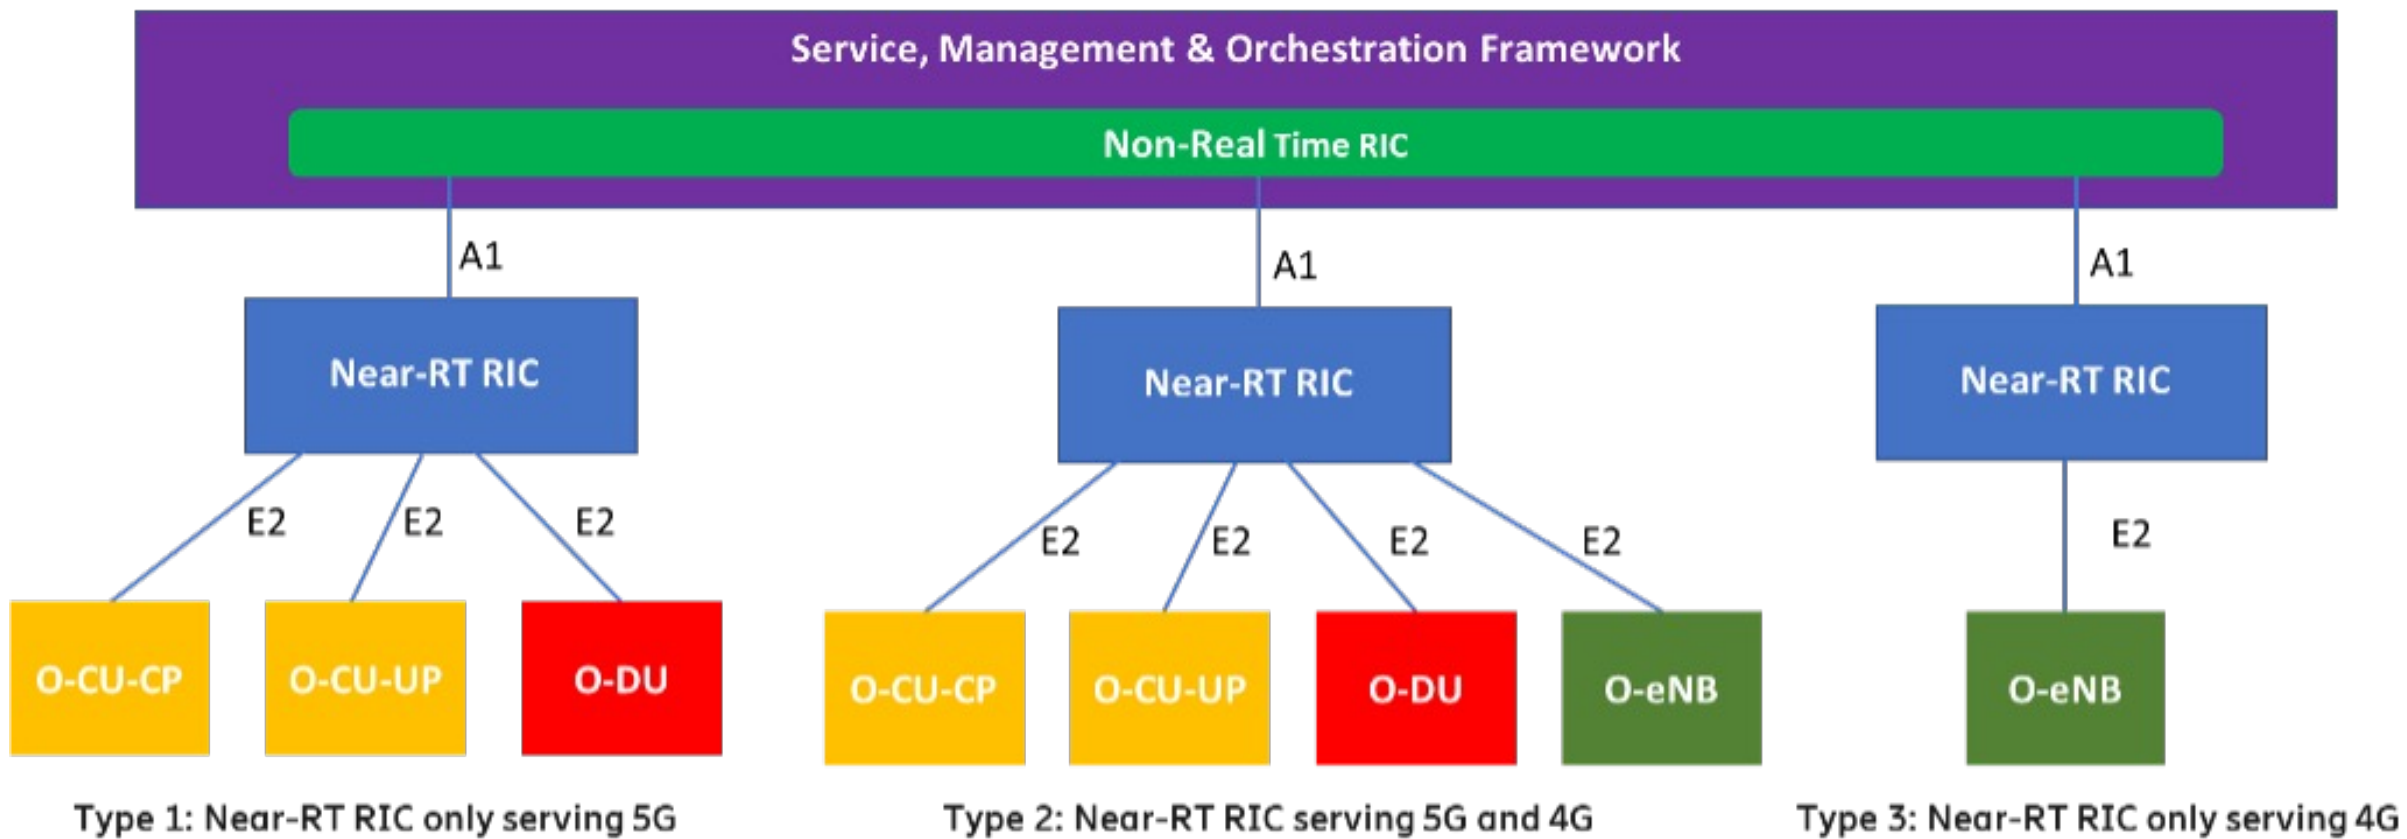 Service, Management & Orchestration Framework
Non-Real Time RIC
A1
A1
A1
Near-RT RIC
Near-RT RIC
Near-RT RIC
E2
E2
E2
E2
E2
E2
E2
E2
O-CU-CP
O-CU-UP
O-DU
O-CU-CP
O-CU-UP
O-DU
O-eNB
O-eNB
Type 1: Near-RT RIC only serving 5G
Type 2: Near-RT RIC serving 5G and 4G
Type 3: Near-RT RIC only serving 4G